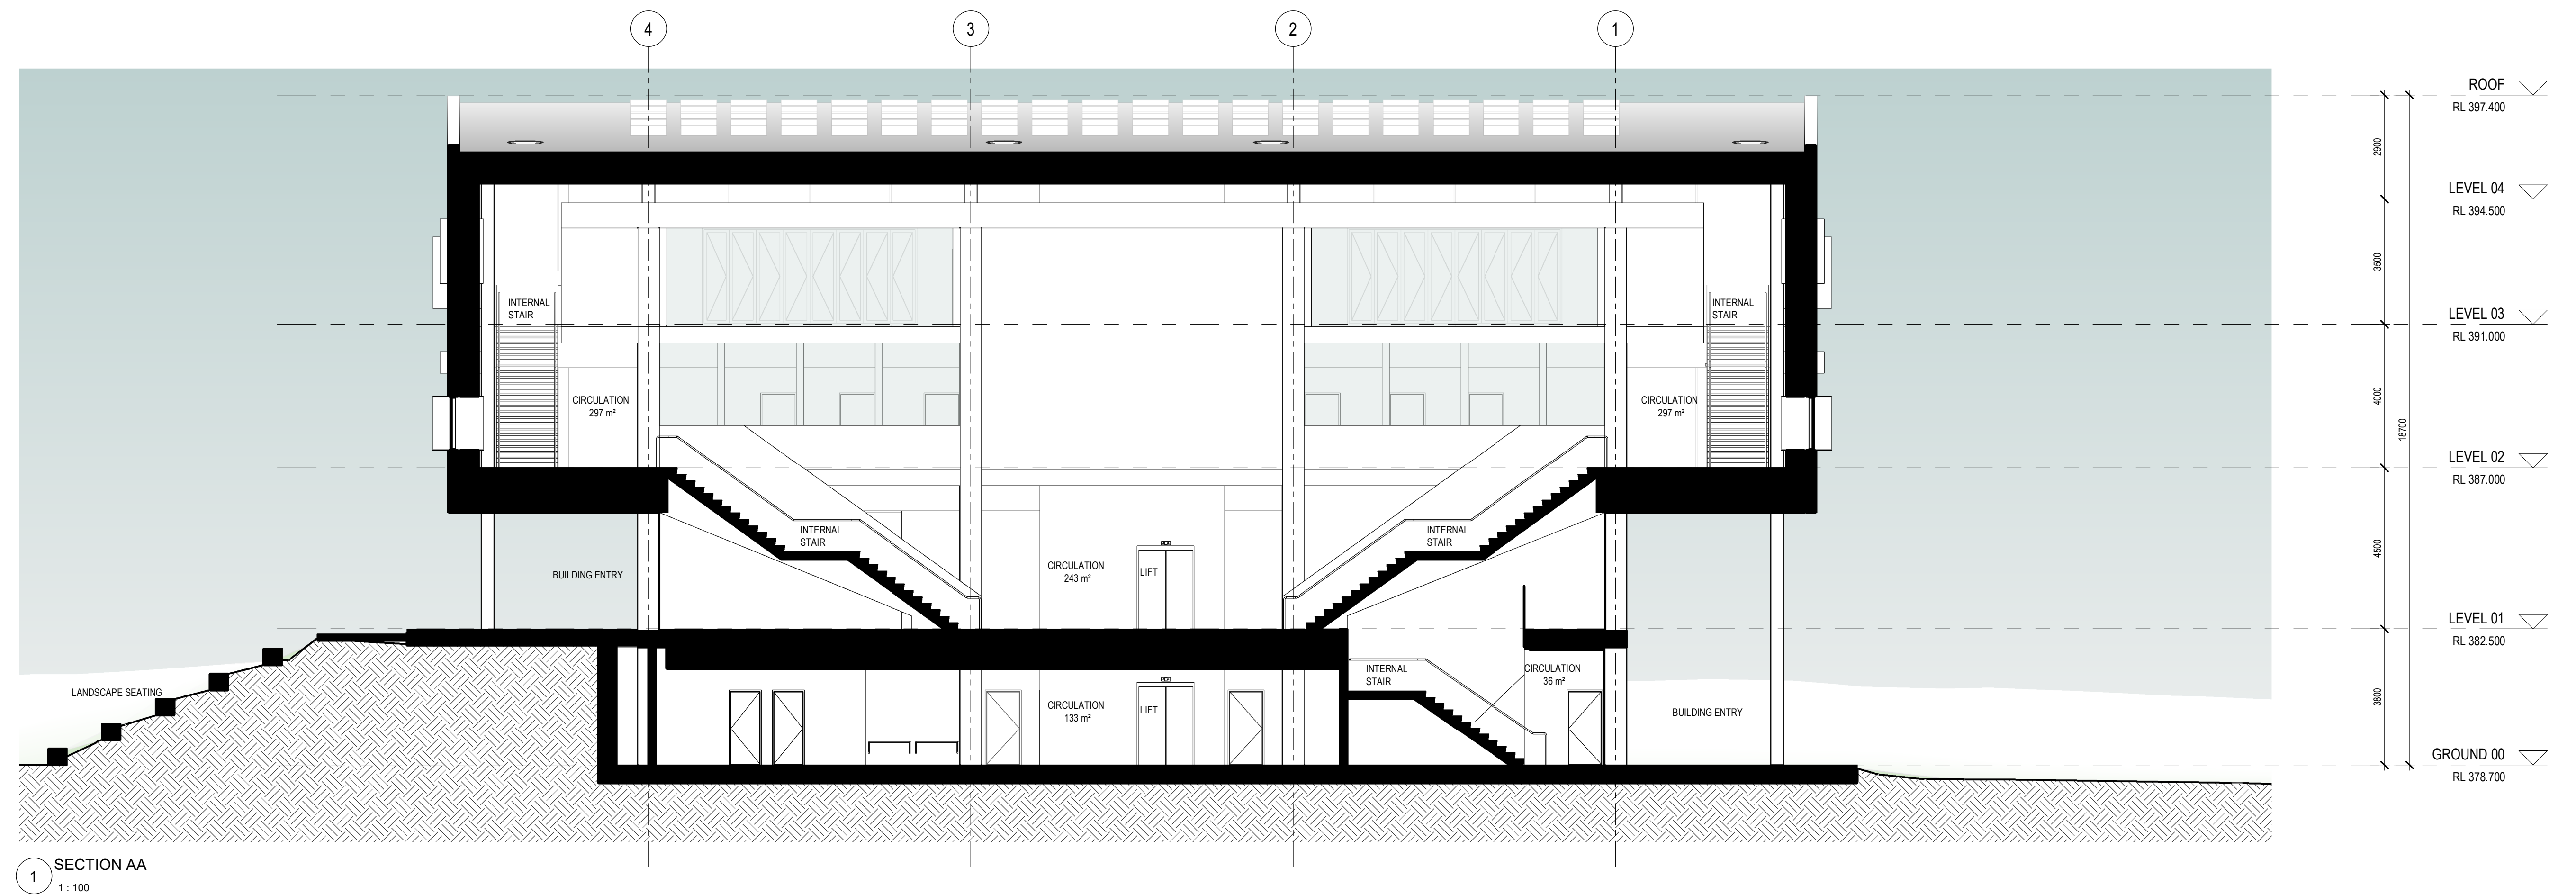 4
3
2
1
ROOF
RL 397.400
2900
LEVEL 04
RL 394.500
3500
INTERNAL
STAIR
INTERNAL
STAIR
LEVEL 03
RL 391.000
CIRCULATION
297 m²
CIRCULATION
297 m²
4000
18700
LEVEL 02
RL 387.000
INTERNAL
STAIR
INTERNAL
STAIR
4500
BUILDING ENTRY
CIRCULATION
243 m²
LIFT
LEVEL 01
RL 382.500
INTERNAL
STAIR
CIRCULATION
36 m²
LANDSCAPE SEATING
CIRCULATION
133 m²
LIFT
BUILDING ENTRY
3800
GROUND 00
RL 378.700
1
SECTION AA
1 : 100